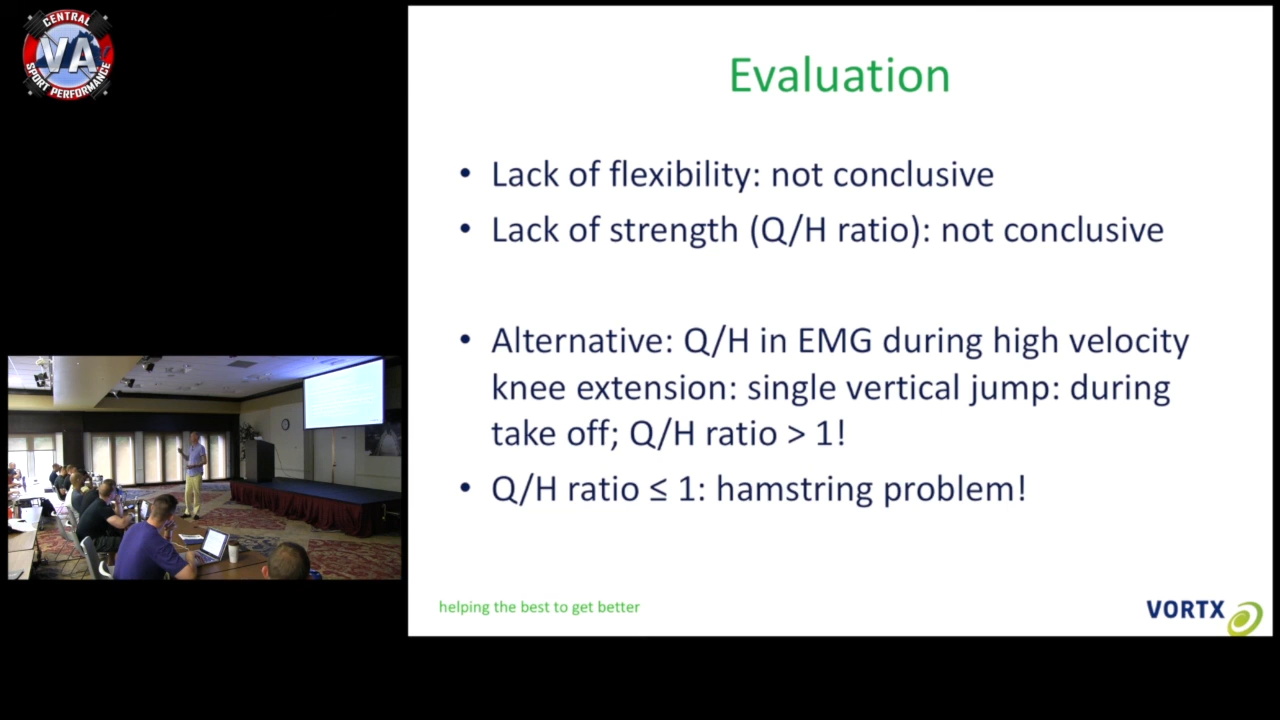 CENTRAL
VA
SPORT PERFORMANCE
Evaluation
• Lack of flexibility: not conclusive
• Lack of strength (Q/H ratio): not conclusive
• Alternative: Q/H in EMG during high velocity
knee extension: single vertical jump: during
take off; Q/H ratio > 1!
• Q/H ratio ≤ 1: hamstring problem!
helping the best to get better
VORTX